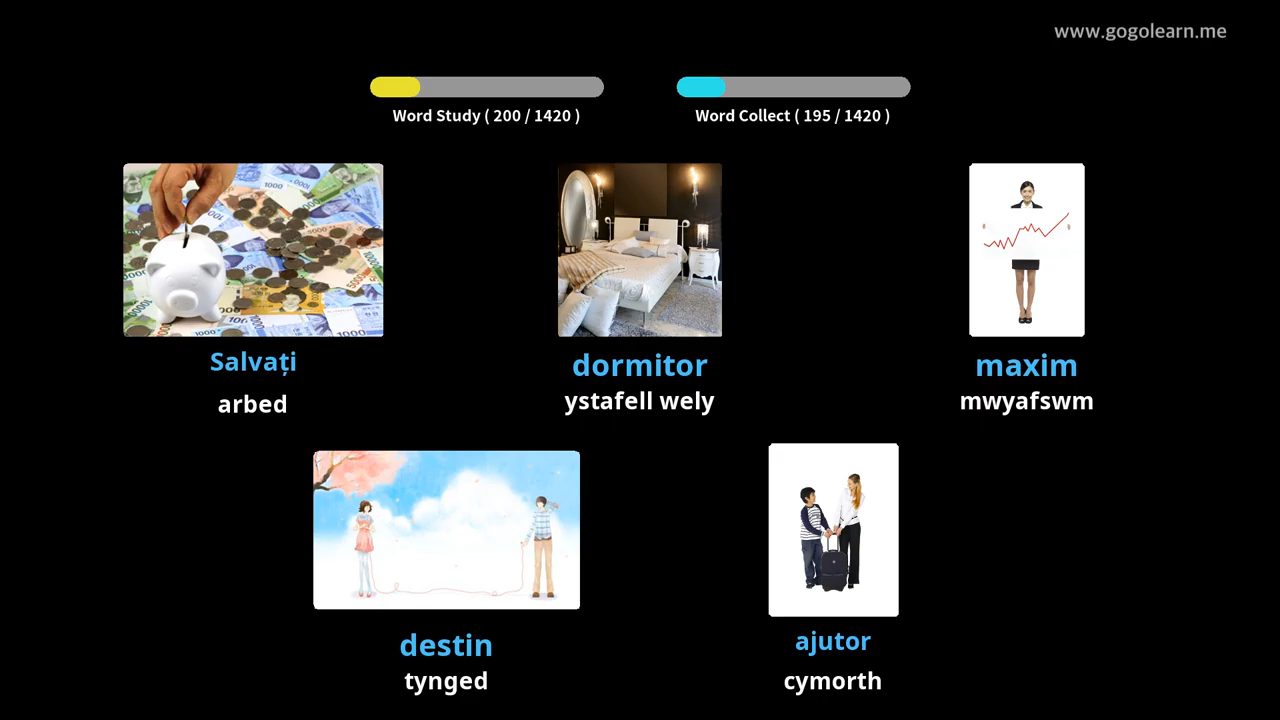 www.gogolearn.me
Word Study ( 200 / 1420 )
Word Collect ( 195 / 1420 )
Salvați
arbed
dormitor
ystafell wely
maxim
mwyafswm
destin
tynged
ajutor
cymorth